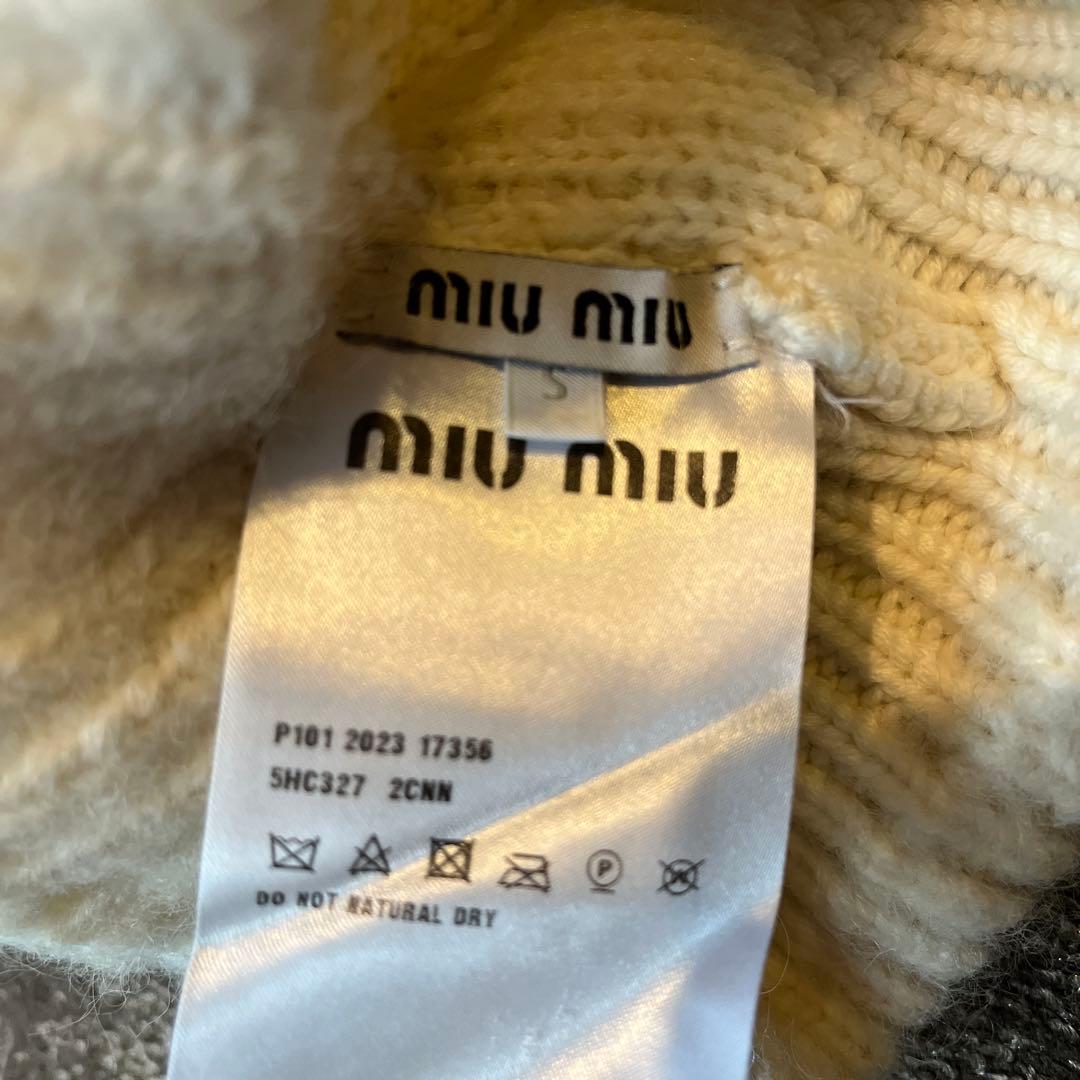 MIU MIU
S
MIU MIU
P101 2023 17356
5HC327 2CNN
P
DO NOT NATURAL DRY